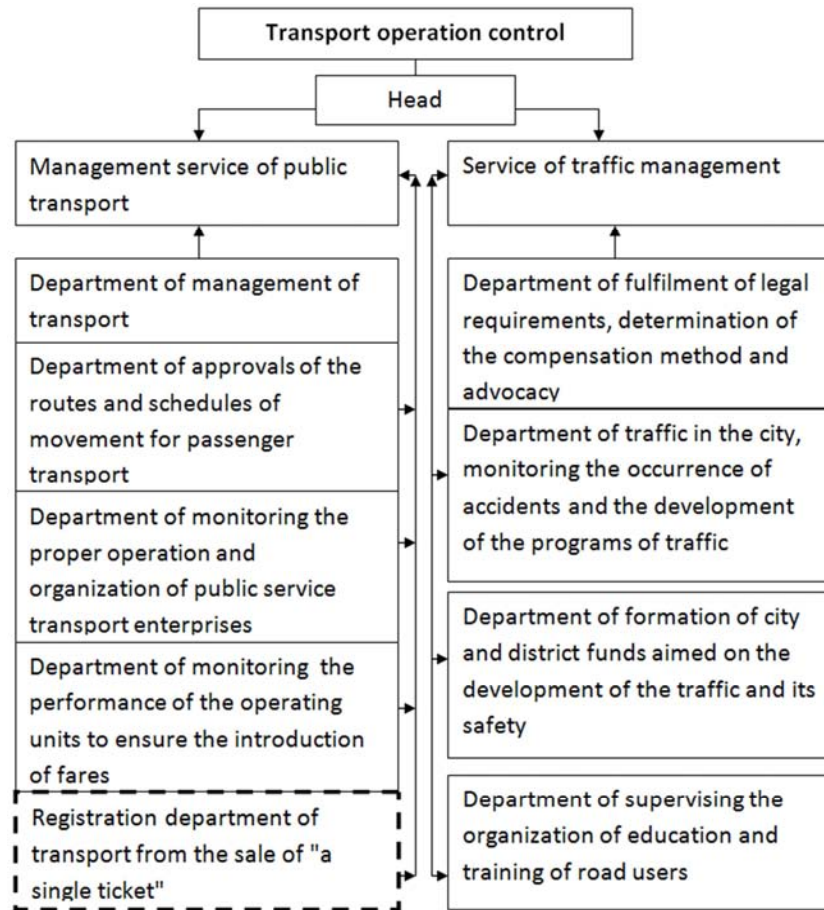 Transport operation control
Head
Management service of public
transport
Service of traffic management
Department of management of
transport
Department of approvals of the
routes and schedules of
movement for passenger
transport
Department of monitoring the
proper operation and
organization of public service
transport enterprises
Department of monitoring the
performance of the operating
units to ensure the introduction
of fares
Registration department of
transport from the sale of "a
single ticket"
Department of fulfilment of legal
requirements, determination of
the compensation method and
advocacy
Department of traffic in the city,
monitoring the occurrence of
accidents and the development
of the programs of traffic
Department of formation of city
and district funds aimed on the
development of the traffic and its
safety
Department of supervising the
organization of education and
training of road users